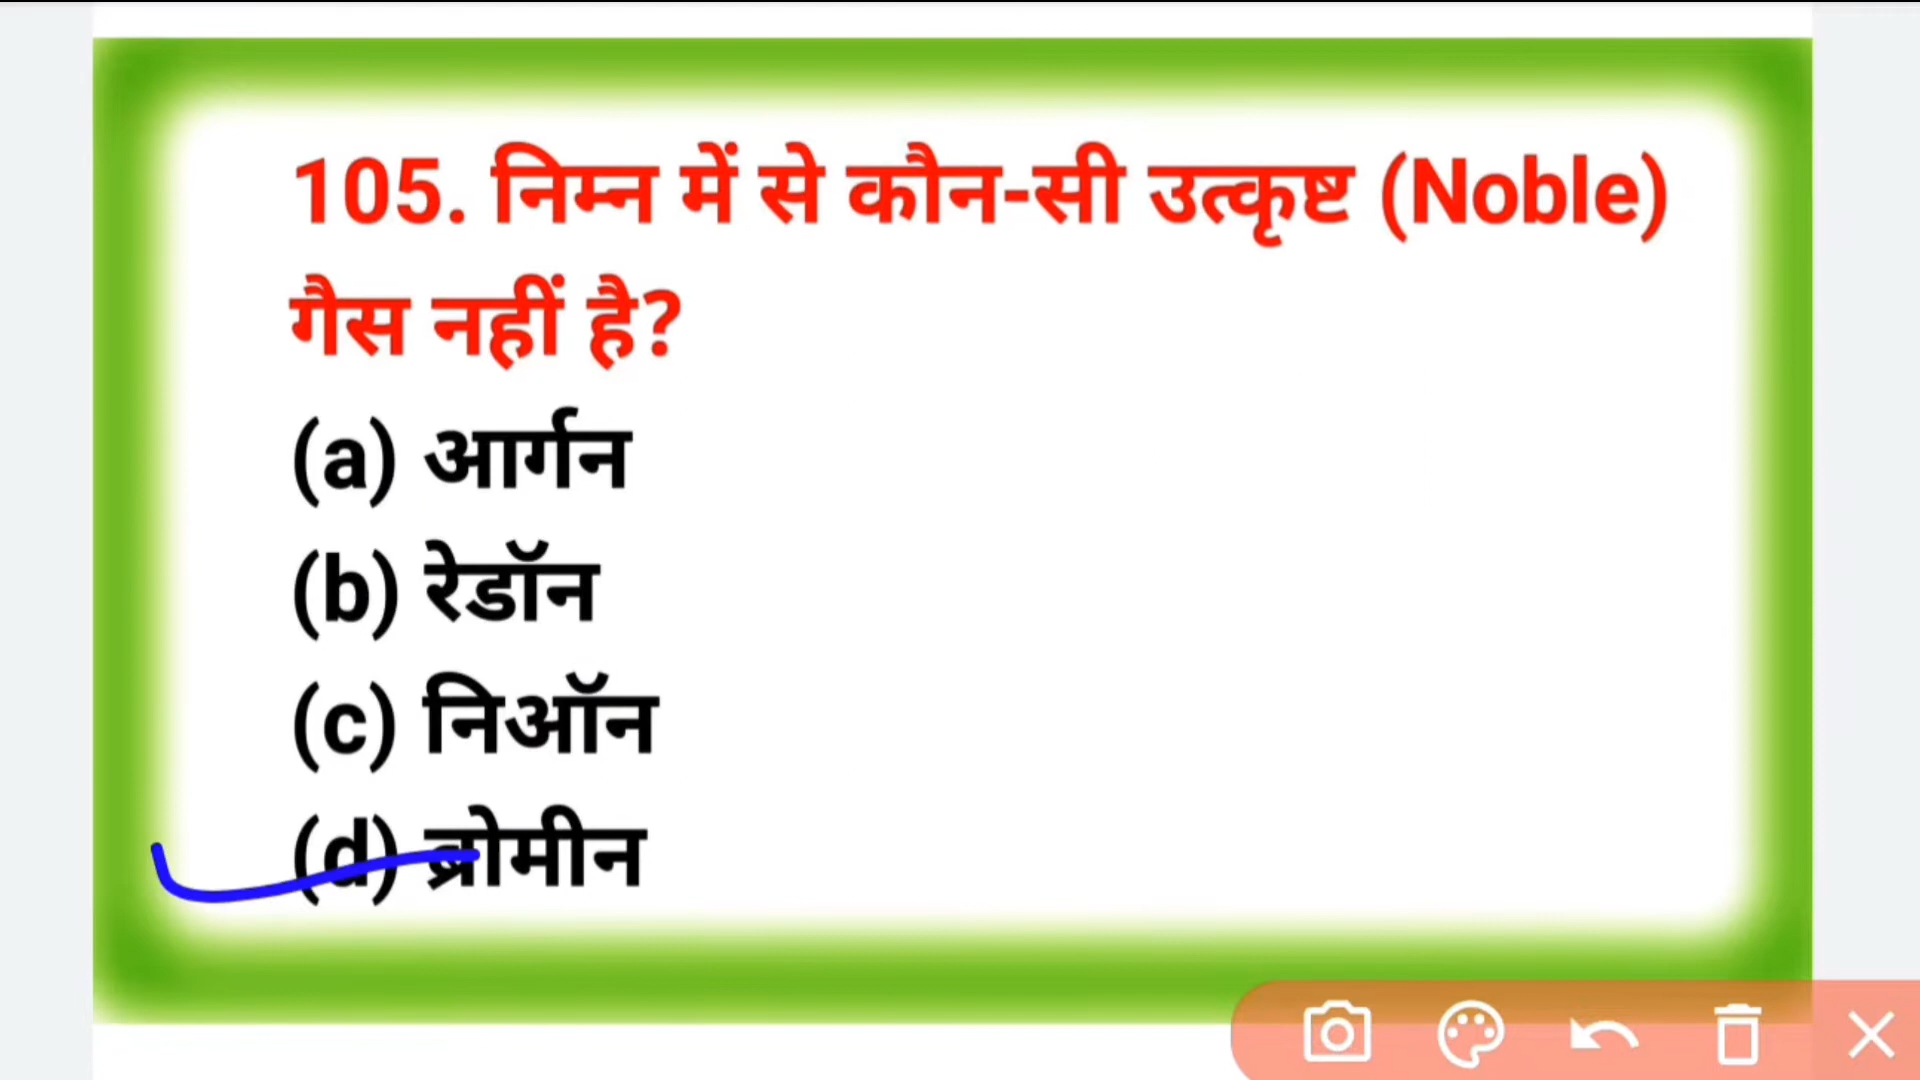 105. निम्न में से कौन-सी उत्कृष्ट (Noble)
गैस नहीं है?
(a) आर्गन
(b) रेडॉन
(c) निऑन
(d) ब्रोमीन